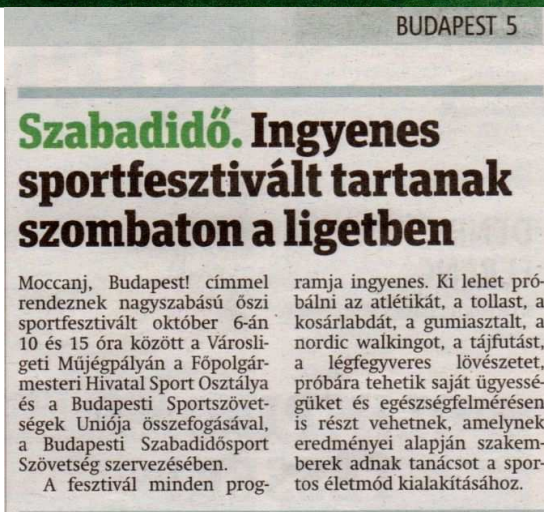 BUDAPEST 5
Szabadidő. Ingyenes
sportfesztivált tartanak
szombaton a ligetben
Moccanj, Budapest! címmel
rendeznek nagyszabású őszi
sportfesztivált október 6-án
10 és 15 óra között a Városli-
geti Műjégpályán a Főpolgár-
mesteri Hivatal Sport Osztálya
és a Budapesti Sportszövet-
ségek Uniója összefogásával,
a Budapesti Szabadidősport
Szövetség szervezésében.
A fesztivál minden prog-
ramja ingyenes. Ki lehet pró-
bálni az atlétikát, a tollast, a
kosárlabdát, a gumiasztalt, a
nordic walkingot, a tájfutást,
a légfegyveres lövészetet,
próbára tehetik saját ügyessé-
güket és egészségfelmérésen
is részt vehetnek, amelynek
eredményei alapján szakem-
berek adnak tanácsot a spor-
tos életmód kialakításához.